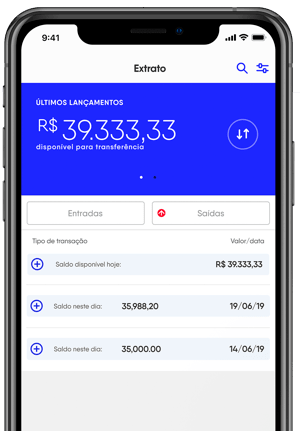 9:41
Extrato
ÚLTIMOS LANÇAMENTOS
R$ 39.333,33
disponível para transferência
Entradas
Saídas
Tipo de transação Valor/data
Saldo disponível hoje: R$ 39.333,33
Saldo neste dia: 35,988,20 19/06/19
Saldo neste dia: 35,000.00 14/06/19